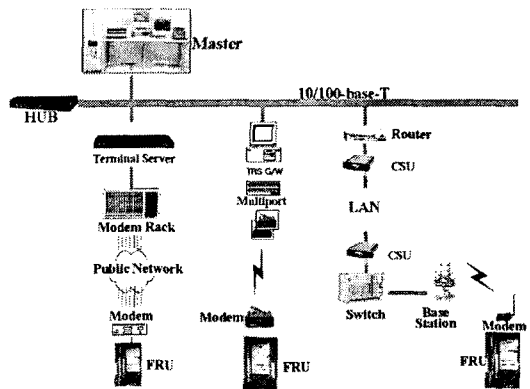 Master
10/100-base-T
HUB
Router
Terminal Server
CSU
TRS G/W
Multiport
LAN
Modem Rack
Public Network
CSU
Modem
Modem
Switch
Base
Station
Modem
FRU
FRU
FRU